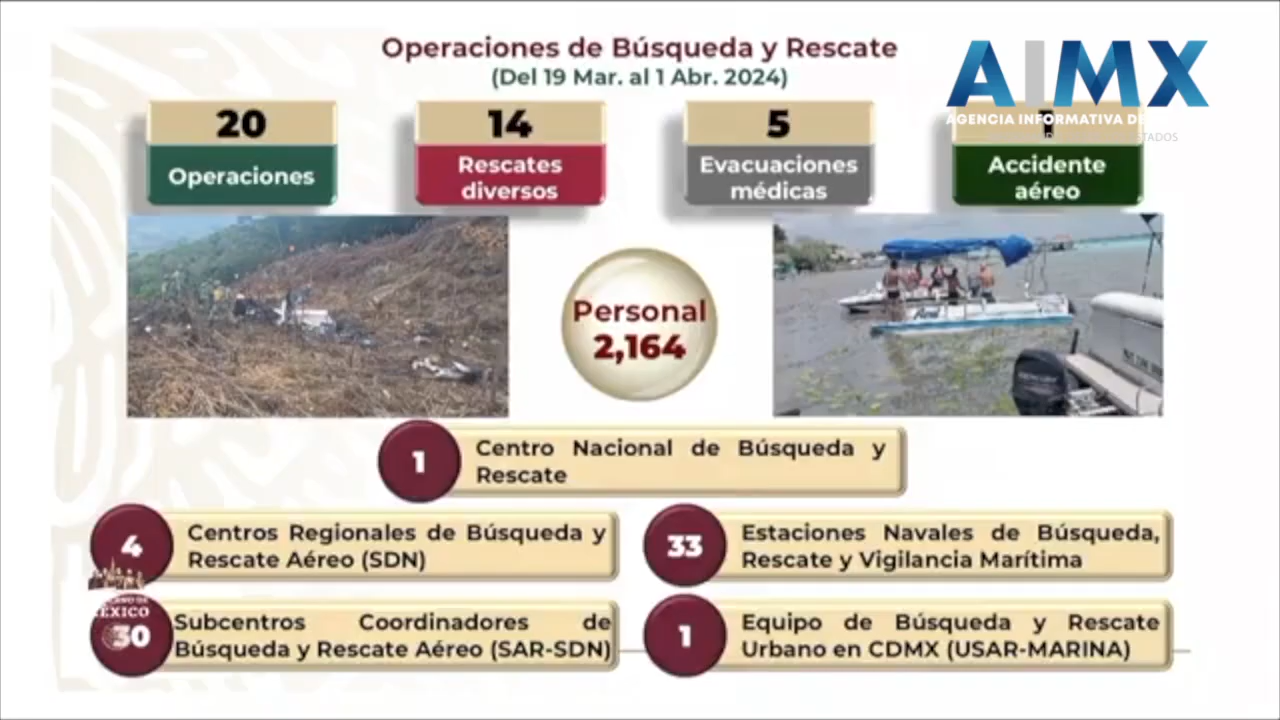 Operaciones de Búsqueda y Rescate
(Del 19 Mar. al 1 Abr. 2024)
AIMX
AGENCIA INFORMATIVA DE
20
14
5
1
Operaciones
Rescates
diversos
Evacuaciones
médicas
Accidente
aéreo
Personal
2,164
1
Centro Nacional de Búsqueda y
Rescate
4
Centros Regionales de Búsqueda y
Rescate Aéreo (SDN)
33
Estaciones Navales de Búsqueda,
Rescate y Vigilancia Marítima
MÉXICO
30
Subcentros Coordinadores de
Búsqueda y Rescate Aéreo (SAR-SDN)
1
Equipo de Búsqueda y Rescate
Urbano en CDMX (USAR-MARINA)